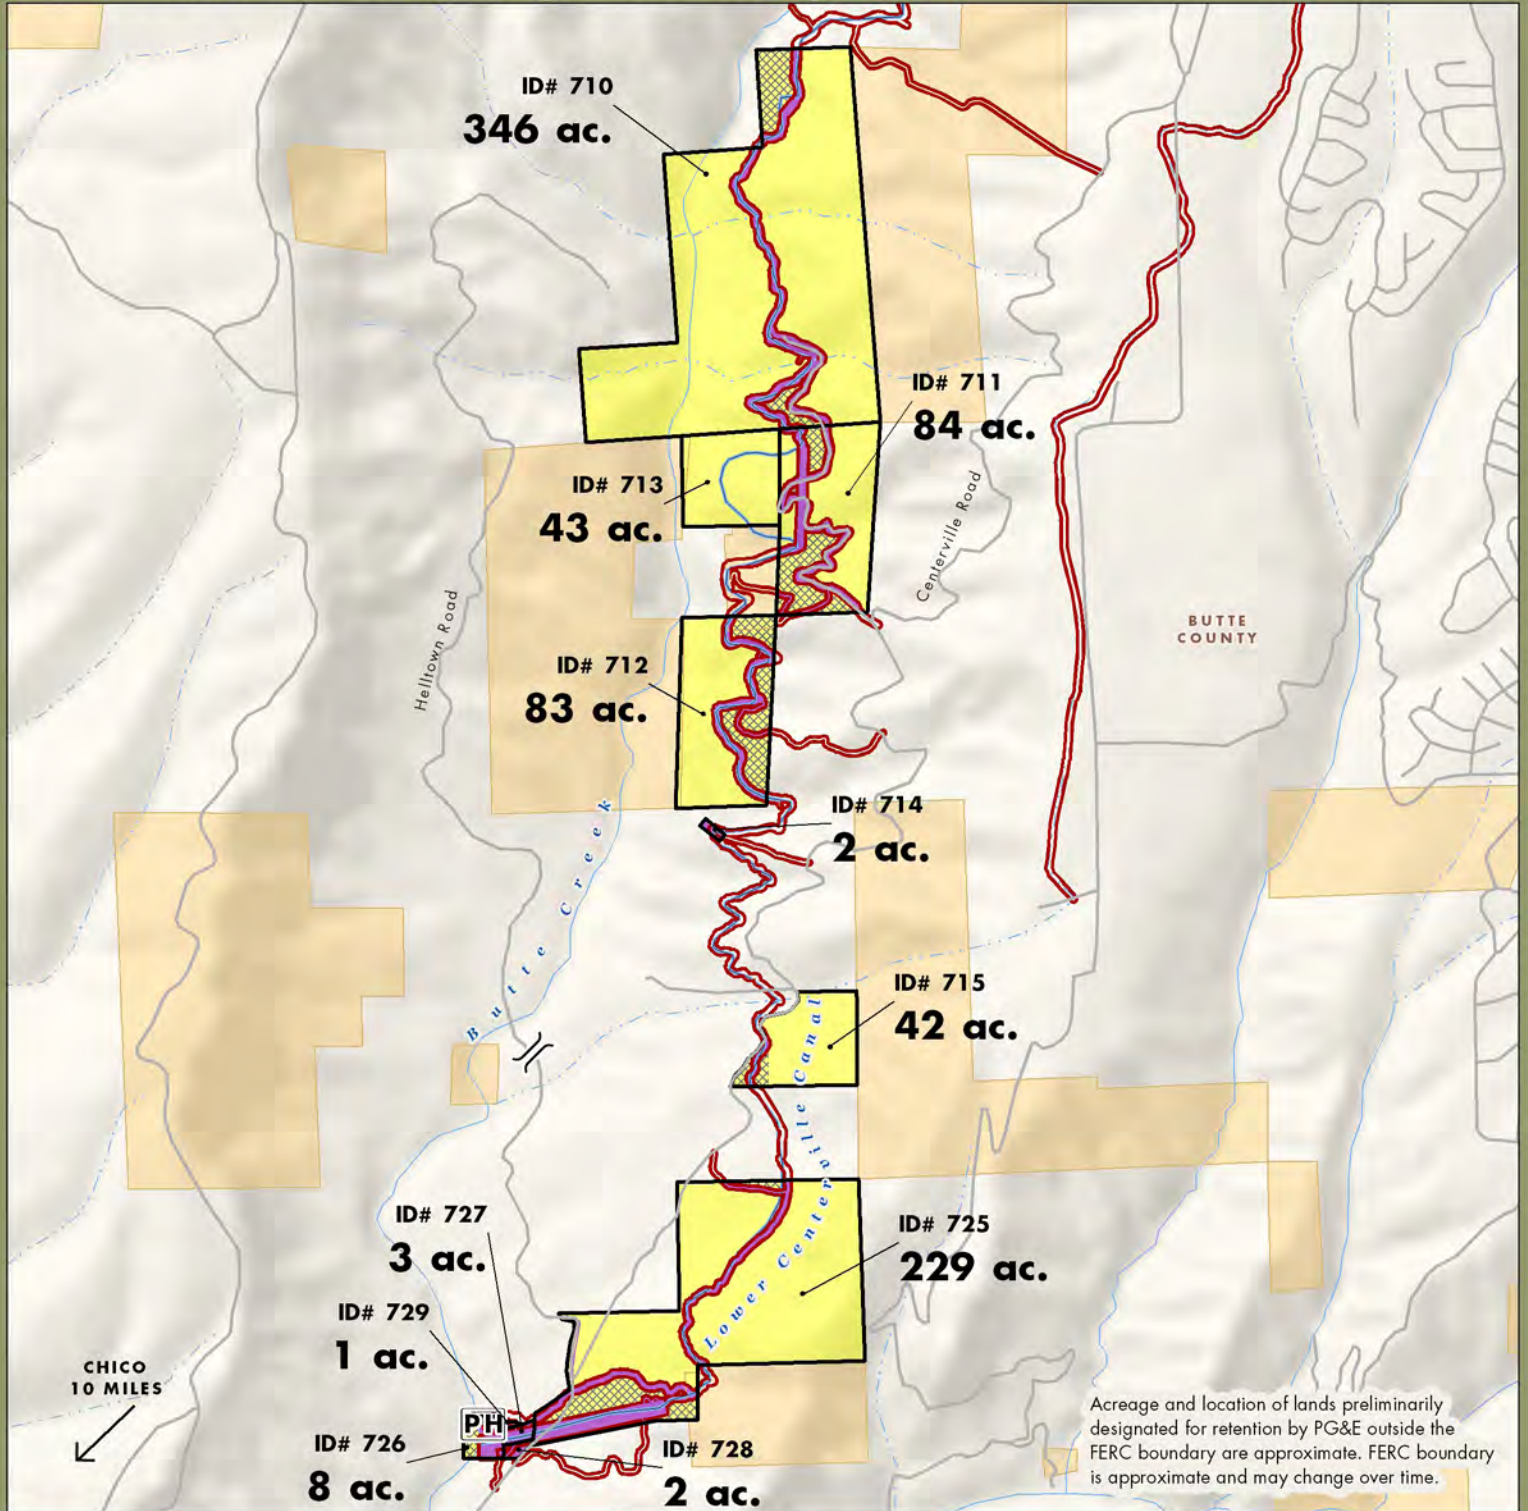 ID# 710
346 ac.
ID# 711
84 ac.
ID# 713
43 ac.
Centerville Road
Helltown Road
BUTTE
COUNTY
ID# 712
83 ac.
ID# 714
2 ac.
Butte Creek
ID# 715
42 ac.
Lower Centerville Canal
ID# 727
3 ac.
ID# 725
229 ac.
ID# 729
1 ac.
CHICO
10 MILES
PH
ID# 726
8 ac.
ID# 728
2 ac.
Acreage and location of lands preliminarily
designated for retention by PG&E outside the
FERC boundary are approximate. FERC boundary
is approximate and may change over time.